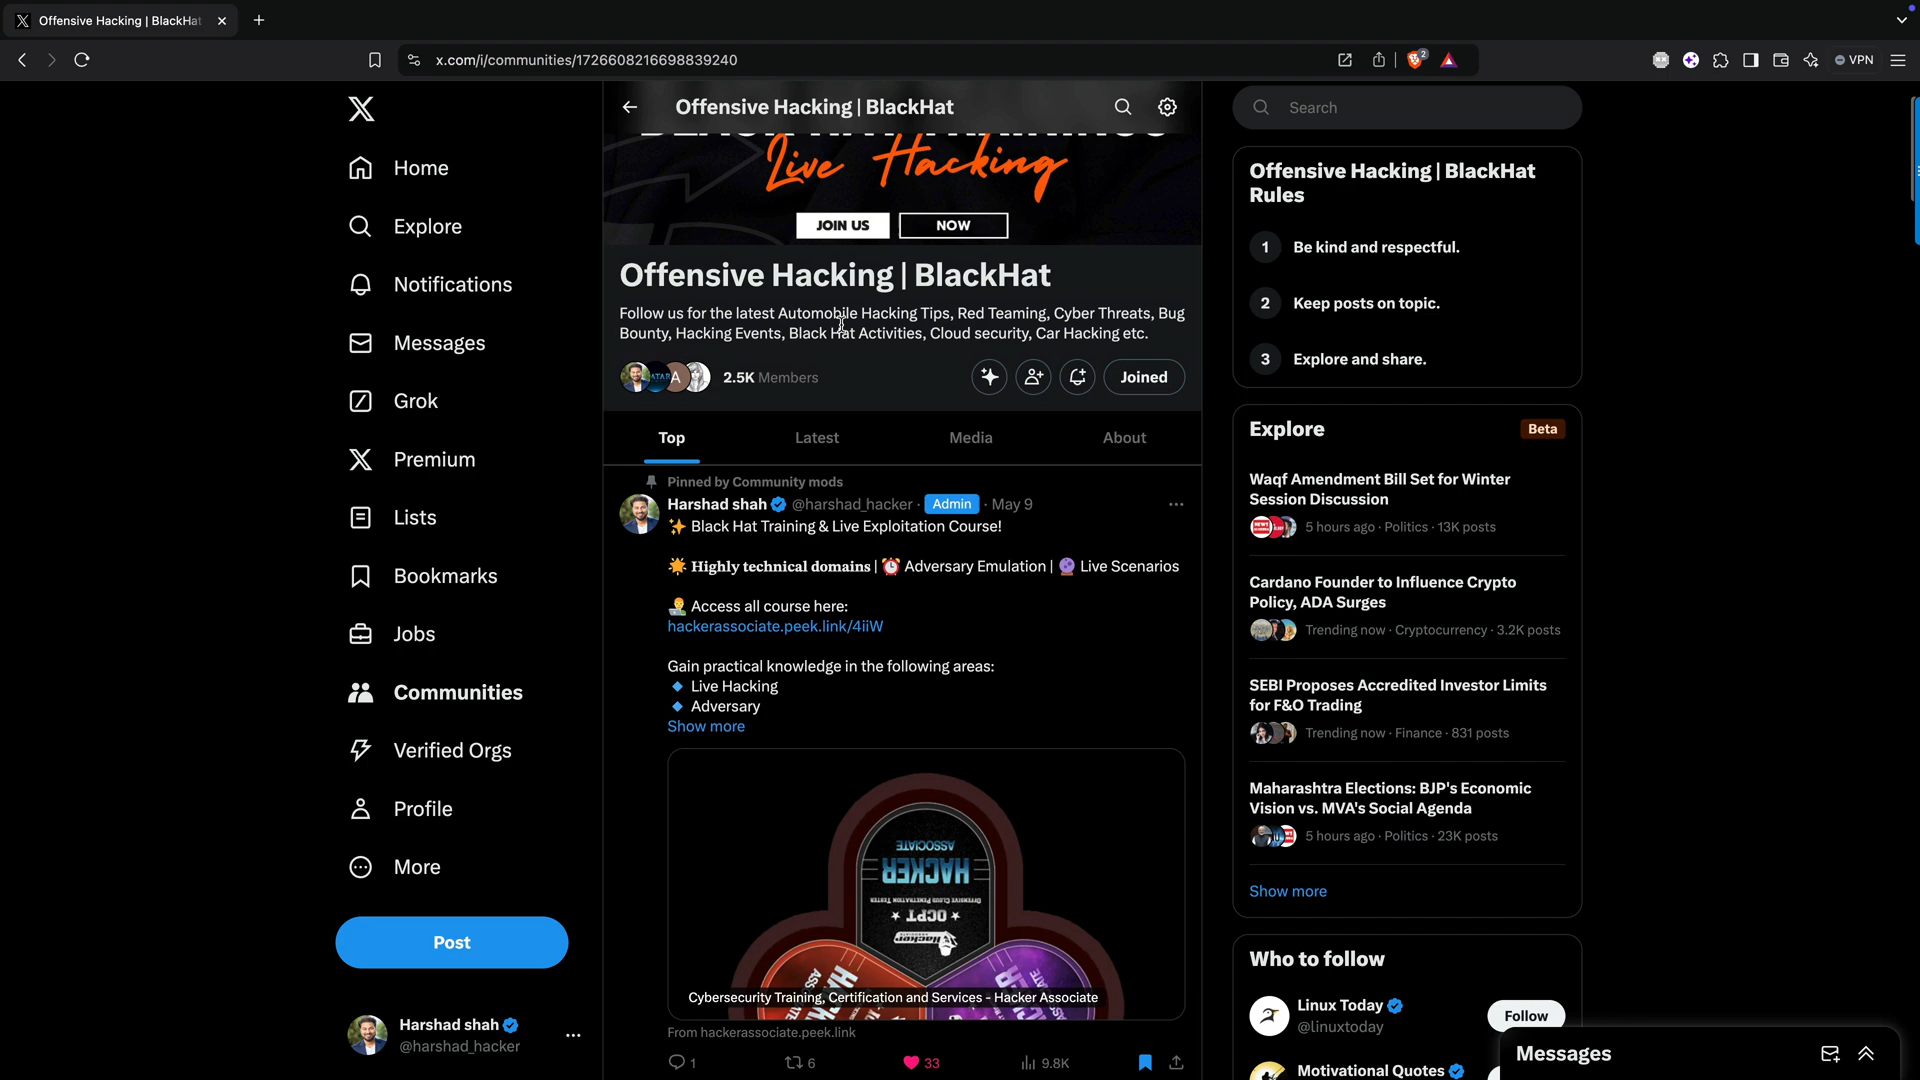 Offensive Hacking | BlackHat
x.com/i/communities/1726608216698839240
2
VPN
Home
Explore
Notifications
Messages
Grok
Premium
Lists
Bookmarks
Jobs
Communities
Verified Orgs
Profile
More
Post
Harshad shah
@harshad_hacker
Offensive Hacking | BlackHat
Live Hacking
JOIN US
NOW
Offensive Hacking | BlackHat
Follow us for the latest Automobile Hacking Tips, Red Teaming, Cyber Threats, Bug
Bounty, Hacking Events, Black Hat Activities, Cloud security, Car Hacking etc.
A
2.5K Members
Joined
Top
Latest
Media
About
Pinned by Community mods
Harshad shah @harshad_hacker · Admin · May 9
✨ Black Hat Training & Live Exploitation Course!
🌟 Highly technical domains | ⏰ Adversary Emulation | 🔮 Live Scenarios
👨‍💻 Access all course here:
hackerassociate.peek.link/4iiW
Gain practical knowledge in the following areas:
🔹 Live Hacking
🔹 Adversary
Show more
ASSOCIATE
HACKER
OFFENSIVE CLOUD PENETRATION TESTER
★ OCPT ★
Hacker
Cybersecurity Training, Certification and Services - Hacker Associate
From hackerassociate.peek.link
1
6
33
9.8K
Search
Offensive Hacking | BlackHat
Rules
1 Be kind and respectful.
2 Keep posts on topic.
3 Explore and share.
Explore
Beta
Waqf Amendment Bill Set for Winter
Session Discussion
5 hours ago · Politics · 13K posts
Cardano Founder to Influence Crypto
Policy, ADA Surges
Trending now · Cryptocurrency · 3.2K posts
SEBI Proposes Accredited Investor Limits
for F&O Trading
Trending now · Finance · 831 posts
Maharashtra Elections: BJP's Economic
Vision vs. MVA's Social Agenda
5 hours ago · Politics · 23K posts
Show more
Who to follow
Linux Today
@linuxtoday
Follow
Motivational Quotes
Messages